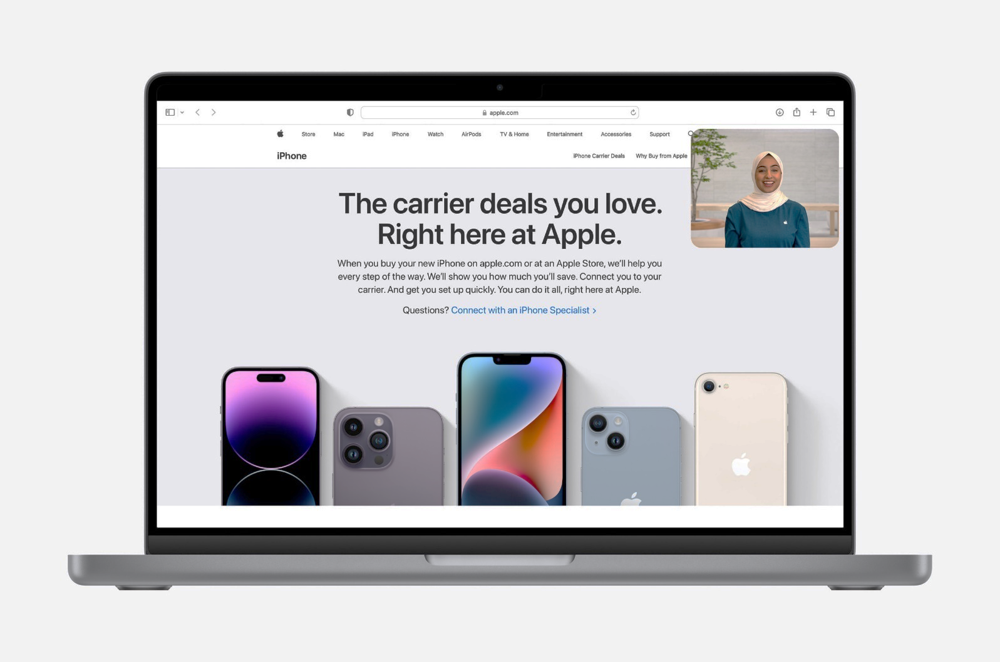 apple.com
Store Mac iPad iPhone Watch AirPods TV & Home Entertainment Accessories Support
iPhone
iPhone Carrier Deals Why Buy from Apple
The carrier deals you love.
Right here at Apple.
When you buy your new iPhone on apple.com or at an Apple Store, we'll help you
every step of the way. We'll show you how much you'll save. Connect you to your
carrier. And get you set up quickly. You can do it all, right here at Apple.
Questions? Connect with an iPhone Specialist >